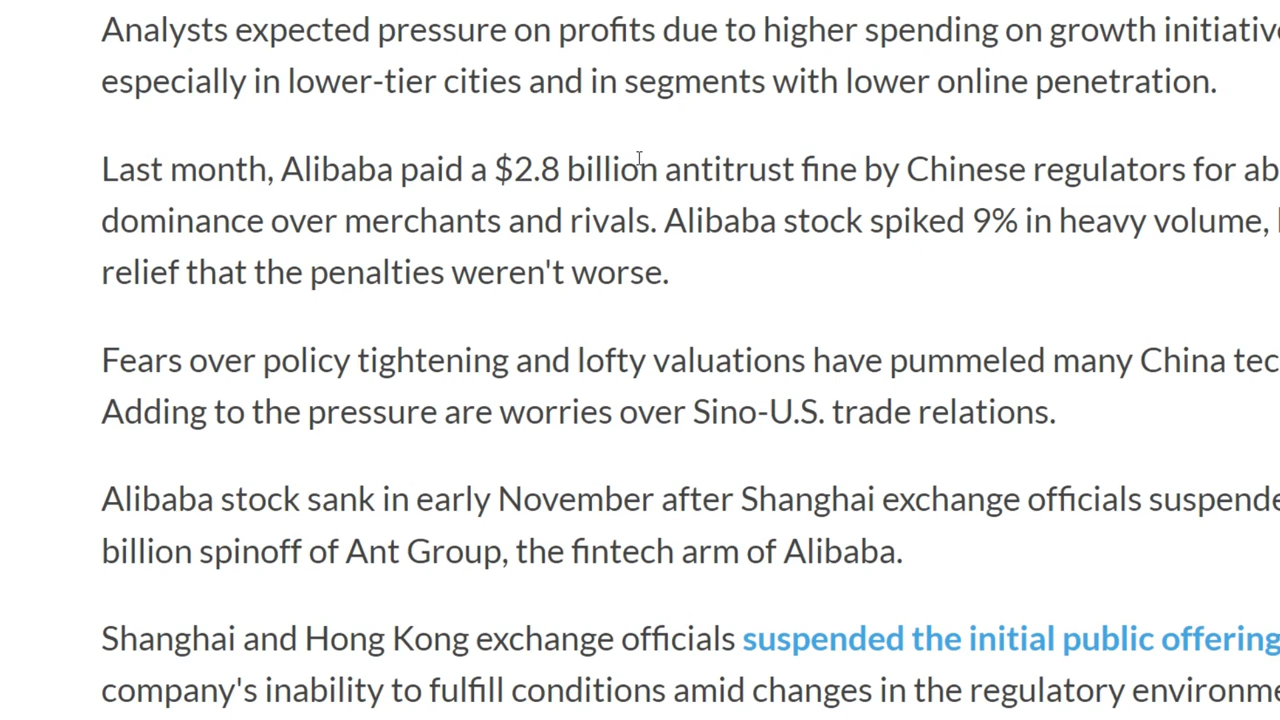 Analysts expected pressure on profits due to higher spending on growth
especially in lower-tier cities and in segments with lower online penetration.
Last month, Alibaba paid a $2.8 billion antitrust fine by Chinese regulators for
dominance over merchants and rivals. Alibaba stock spiked 9% in heavy volume,
relief that the penalties weren't worse.
Fears over policy tightening and lofty valuations have pummeled many China
Adding to the pressure are worries over Sino-U.S. trade relations.
Alibaba stock sank in early November after Shanghai exchange officials
billion spinoff of Ant Group, the fintech arm of Alibaba.
Shanghai and Hong Kong exchange officials suspended the initial public offering
company's inability to fulfill conditions amid changes in the regulatory